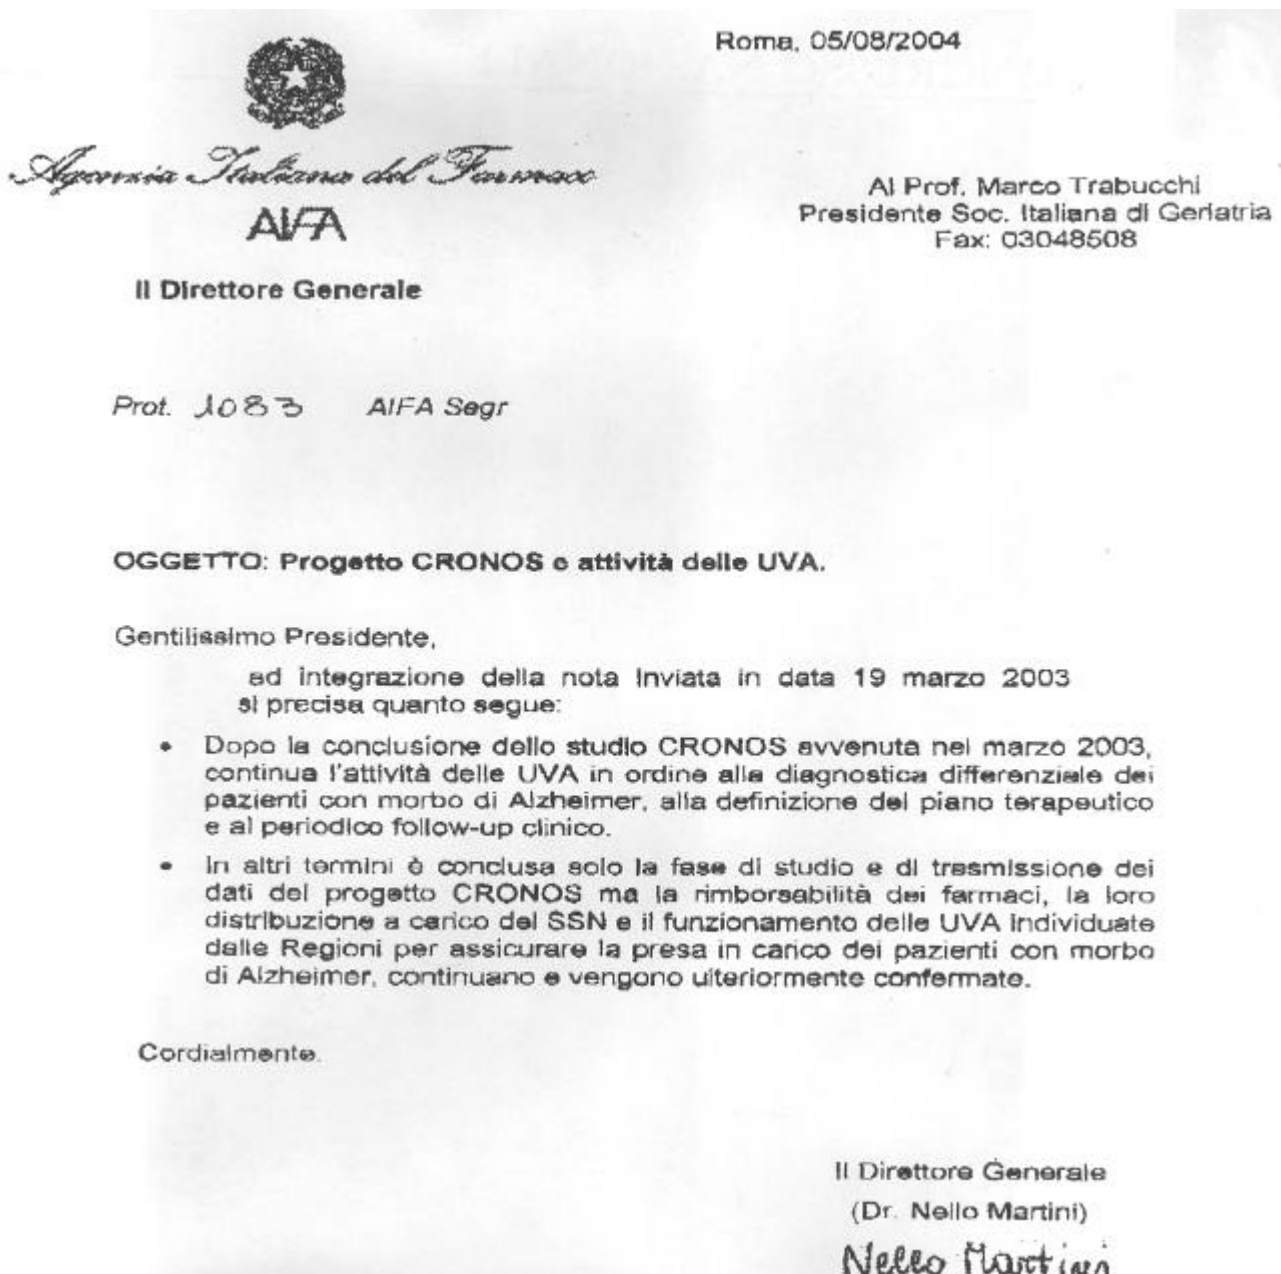 Roma, 05/08/2004
Agenzia Italiana del Farmaco
AIFA
Al Prof. Marco Trabucchi
Presidente Soc. Italiana di Geriatria
Fax: 03048508
Il Direttore Generale
Prot. 1083 AIFA Segr
OGGETTO: Progetto CRONOS e attività delle UVA.
Gentilissimo Presidente,
ad integrazione della nota inviata in data 19 marzo 2003
si precisa quanto segue:
• Dopo la conclusione dello studio CRONOS avvenuta nel marzo 2003,
continua l'attività delle UVA in ordine alla diagnostica differenziale dei
pazienti con morbo di Alzheimer, alla definizione del piano terapeutico
e al periodico follow-up clinico.
• In altri termini è conclusa solo la fase di studio e di trasmissione dei
dati del progetto CRONOS ma la rimborsabilità dei farmaci, la loro
distribuzione a carico del SSN e il funzionamento delle UVA individuate
dalle Regioni per assicurare la presa in carico dei pazienti con morbo
di Alzheimer, continuano e vengono ulteriormente confermate.
Cordialmente.
Il Direttore Generale
(Dr. Nello Martini)
Nello Martini